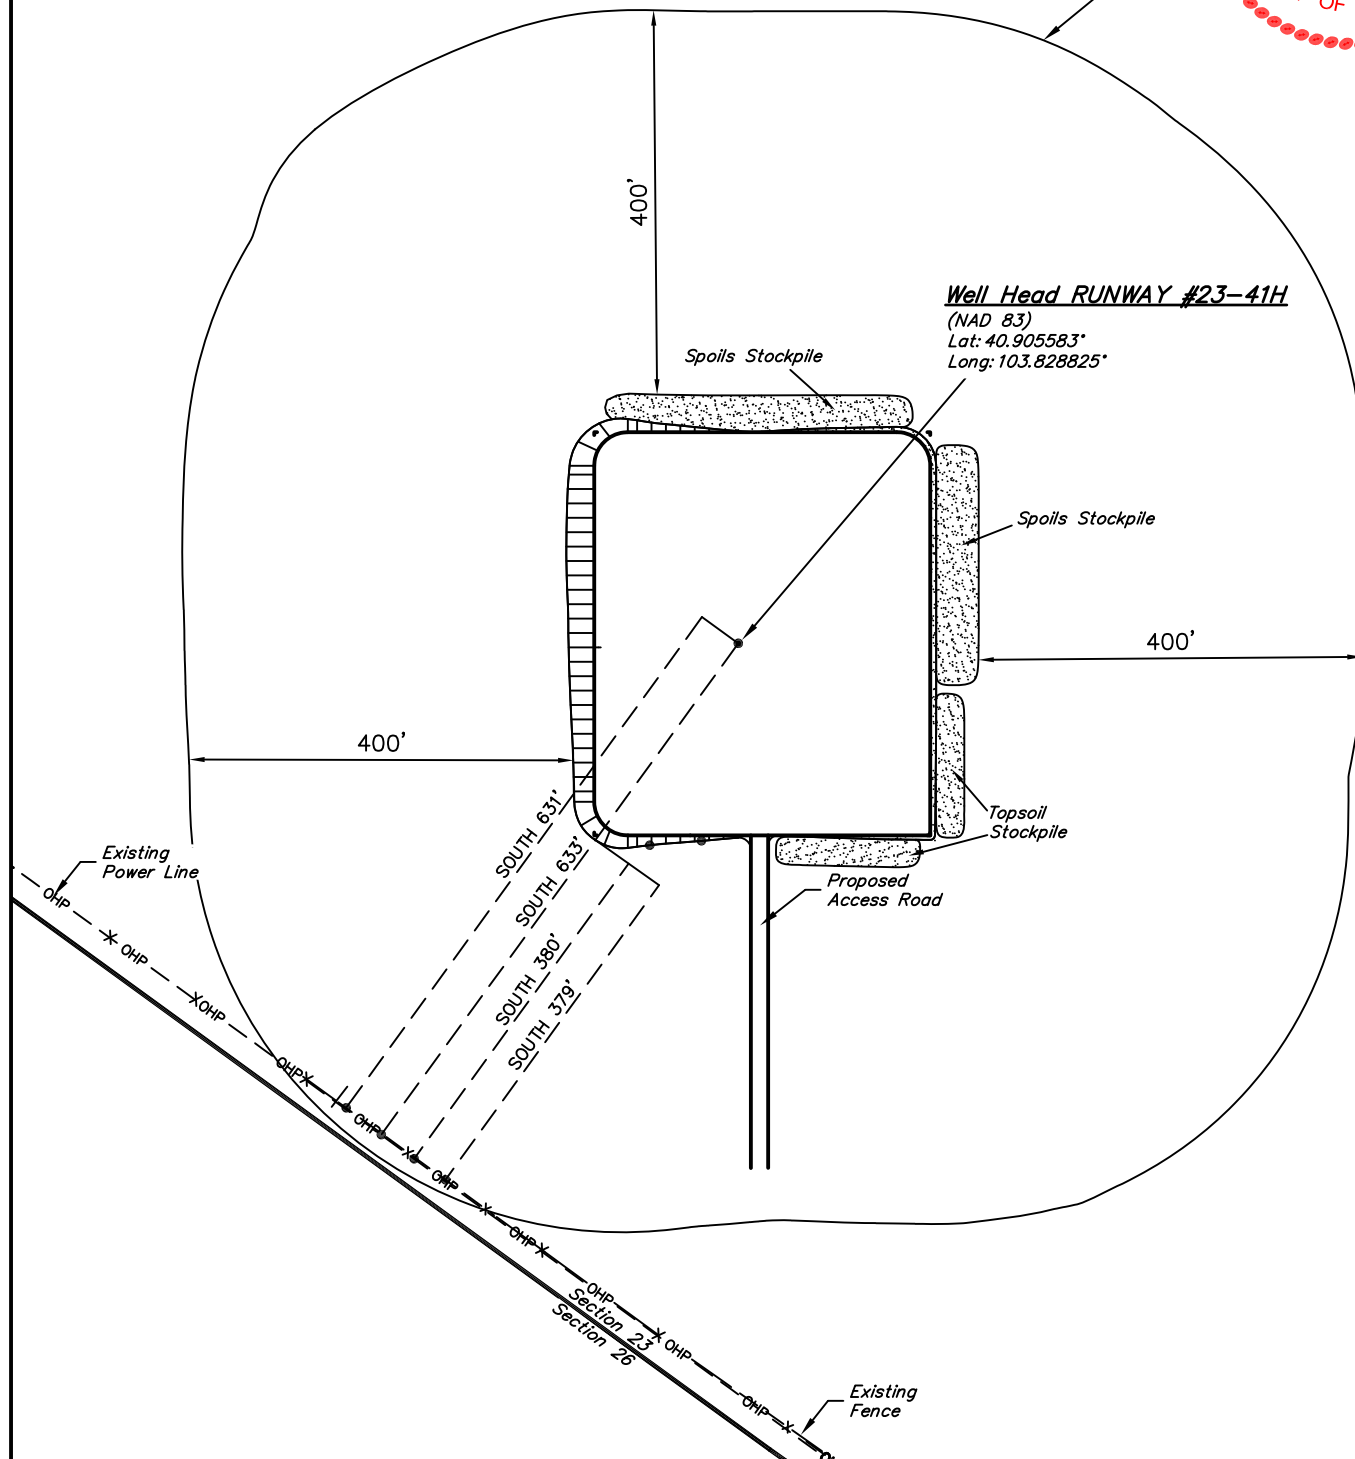 OF
400'
Well Head RUNWAY #23-41H
(NAD 83)
Lat: 40.905583°
Long: 103.828825°
Spoils Stockpile
Spoils Stockpile
400'
400'
SOUTH 631'
SOUTH 633'
SOUTH 380'
SOUTH 379'
Topsoil
Stockpile
Existing
Power Line
Proposed
Access Road
OHP
OHP
OHP
OHP
OHP
OHP
OHP
OHP
OHP
OHP
Section 23
Section 26
Existing
Fence